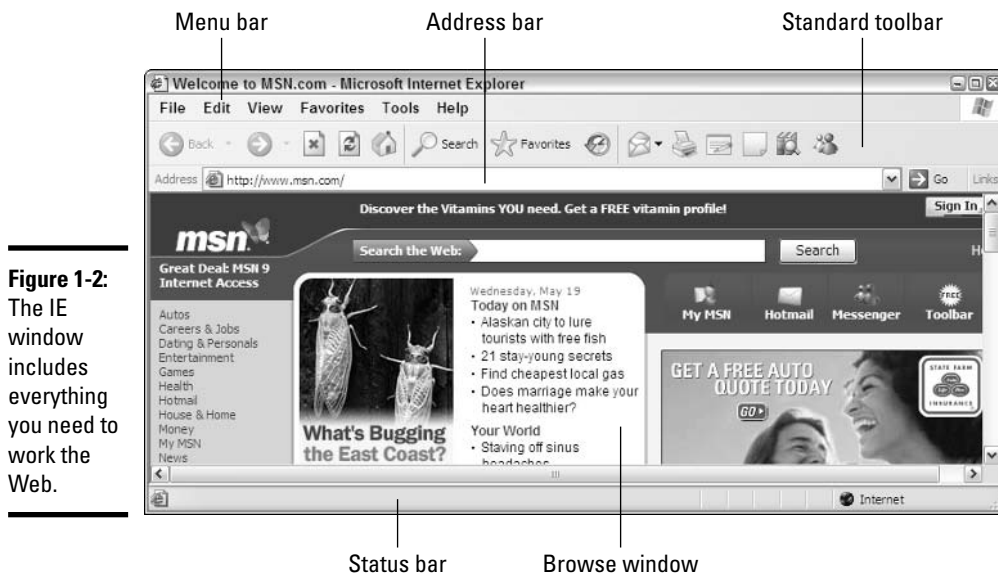 Menu bar
Address bar
Standard toolbar
Welcome to MSN.com - Microsoft Internet Explorer
File Edit View Favorites Tools Help
Back
Search
Favorites
Address http://www.msn.com/
Go
Links
Discover the Vitamins YOU need. Get a FREE vitamin profile!
Sign In
msn
Search the Web:
Search
Great Deal: MSN 9
Internet Access
Autos
Careers & Jobs
Dating & Personals
Entertainment
Games
Health
Hotmail
House & Home
Money
My MSN
News
What's Bugging
the East Coast?
Wednesday, May 19
Today on MSN
• Alaskan city to lure
tourists with free fish
• 21 stay-young secrets
• Find cheapest local gas
• Does marriage make your
heart healthier?
Your World
• Staving off sinus
headaches
My MSN
Hotmail
Messenger
FREE
Toolbar
GET A FREE AUTO
QUOTE TODAY
GO
STATE FARM
INSURANCE
Internet
Figure 1-2:
The IE
window
includes
everything
you need to
work the
Web.
Status bar
Browse window